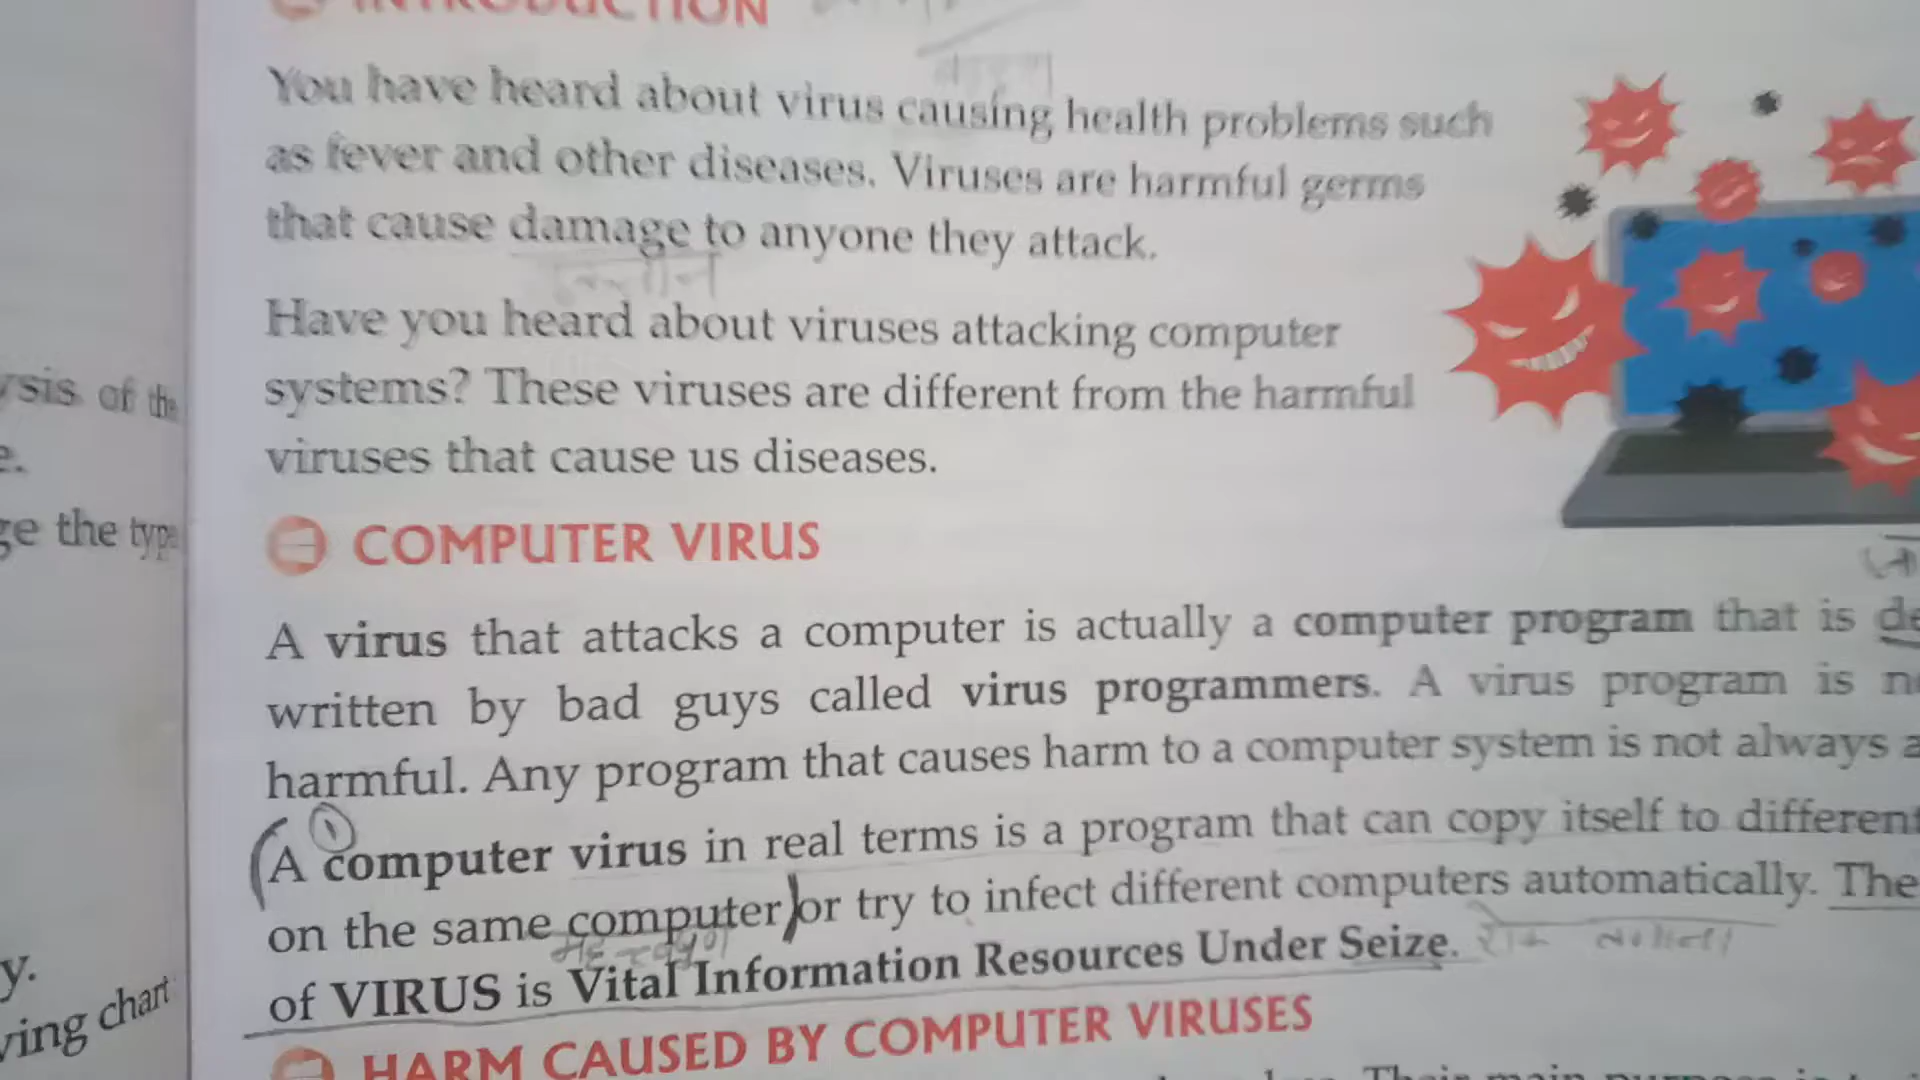 INTRODUCTION
You have heard about virus causing health problems such
as fever and other diseases. Viruses are harmful germs
that cause damage to anyone they attack.
Have you heard about viruses attacking computer
systems? These viruses are different from the harmful
viruses that cause us diseases.
COMPUTER VIRUS
A virus that attacks a computer is actually a computer program that is
written by bad guys called virus programmers. A virus program is
harmful. Any program that causes harm to a computer system is not always
A computer virus in real terms is a program that can copy itself to different
on the same computer or try to infect different computers automatically. The
of VIRUS is Vital Information Resources Under Seize.
HARM CAUSED BY COMPUTER VIRUSES
of the
the type
y.
chart